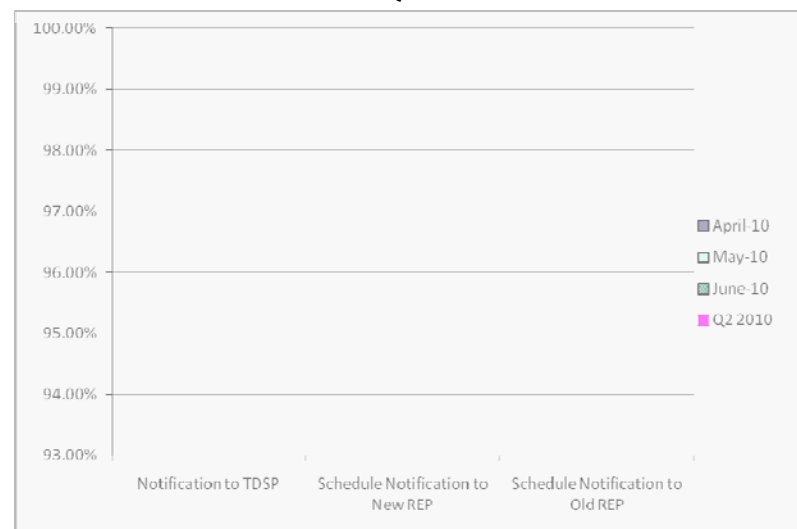 100.00%
99.00%
98.00%
97.00%
96.00%
95.00%
94.00%
93.00%
Notification to TDSP
Schedule Notification to
New REP
Schedule Notification to
Old REP
April-10
May-10
June-10
Q2 2010